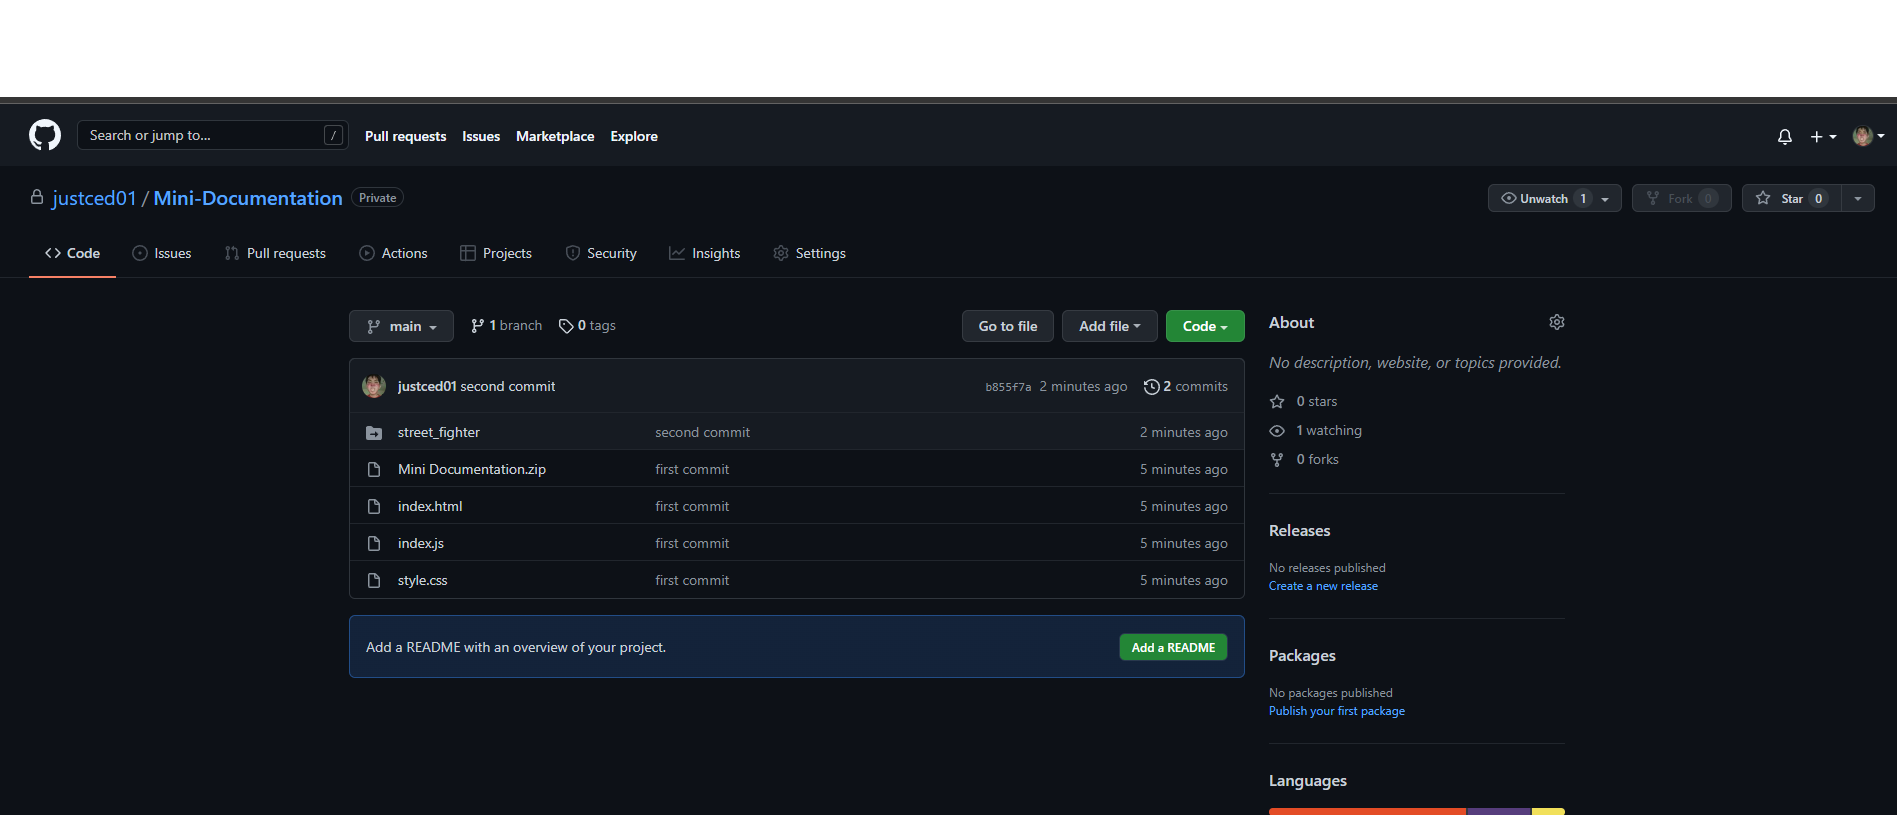 Search or jump to... / Pull requests Issues Marketplace Explore
justced01 / Mini-Documentation Private Unwatch 1 Fork 0 Star 0
Code Issues Pull requests Actions Projects Security Insights Settings
main 1 branch 0 tags Go to file Add file Code
justced01 second commit b855f7a 2 minutes ago 2 commits
street_fighter second commit 2 minutes ago
Mini Documentation.zip first commit 5 minutes ago
index.html first commit 5 minutes ago
index.js first commit 5 minutes ago
style.css first commit 5 minutes ago
Add a README with an overview of your project. Add a README
About
No description, website, or topics provided.
0 stars
1 watching
0 forks
Releases
No releases published
Create a new release
Packages
No packages published
Publish your first package
Languages